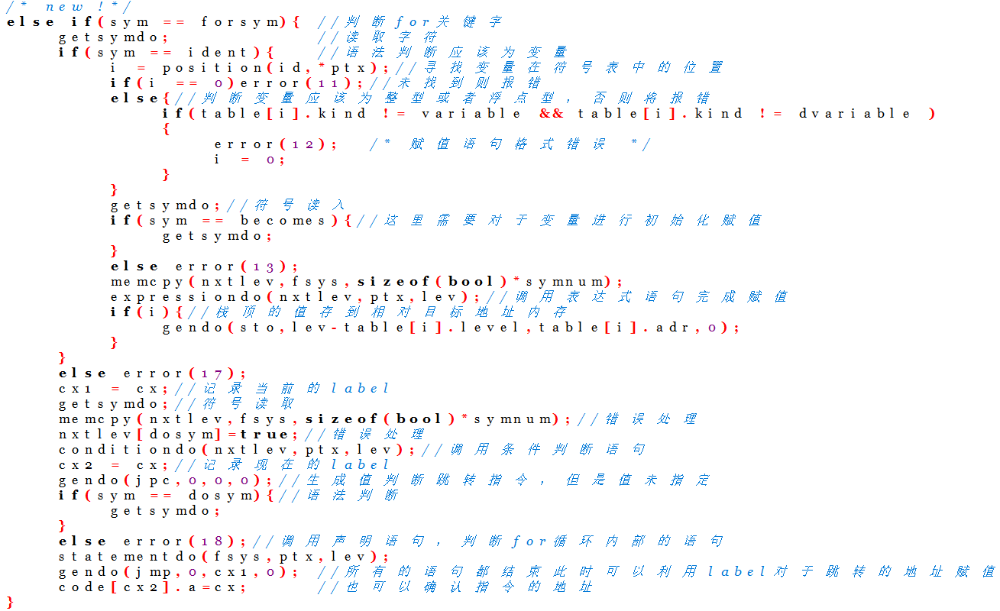 /* new !*/
else if(sym == forsym){ //判断for关键字
getsymdo; //读取字符
if(sym == ident){ //语法判断应该为变量
i = position(id,*ptx);//寻找变量在符号表中的位置
if(i == 0)error(11);//未找到则报错
else{//判断变量应该为整型或者浮点型，否则将报错
if(table[i].kind != variable && table[i].kind != dvariable )
{
error(12); /* 赋值语句格式错误 */
i = 0;
}
}
getsymdo;//符号读入
if(sym == becomes){//这里需要对于变量进行初始化赋值
getsymdo;
}
else error(13);
memcpy(nxtlev,fsys,sizeof(bool)*symnum);
expressiondo(nxtlev,ptx,lev);//调用表达式语句完成赋值
if(i){//栈顶的值存到相对目标地址内存
gendo(sto,lev-table[i].level,table[i].adr,0);
}
}
else error(17);
cx1 = cx;//记录当前的label
getsymdo;//符号读取
memcpy(nxtlev,fsys,sizeof(bool)*symnum);//错误处理
nxtlev[dosym]=true;//错误处理
conditiondo(nxtlev,ptx,lev);//调用条件判断语句
cx2 = cx;//记录现在的label
gendo(jpc,0,0,0);//生成值判断跳转指令，但是值未指定
if(sym == dosym){//语法判断
getsymdo;
}
else error(18);//调用声明语句，判断for循环内部的语句
statementdo(fsys,ptx,lev);
gendo(jmp,0,cx1,0); //所有的语句都结束此时可以利用label对于跳转的地址赋值
code[cx2].a=cx; //也可以确认指令的地址
}